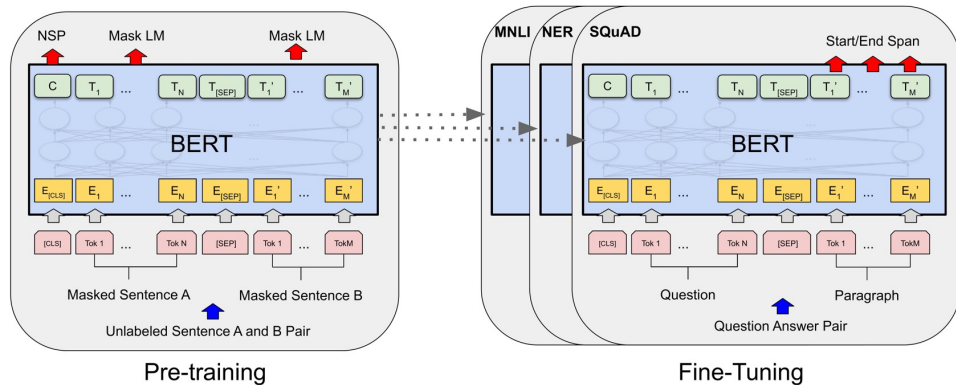 NSP Mask LM Mask LM
C T1 ... TN T[SEP] T1' ... TM'
...
BERT
...
E[CLS] E1 ... EN E[SEP] E1' ... EM'
[CLS] Tok 1 ... Tok N [SEP] Tok 1 ... TokM
Masked Sentence A Masked Sentence B
Unlabeled Sentence A and B Pair
Pre-training
MNLI NER SQuAD
Start/End Span
C T1 ... TN T[SEP] T1' ... TM'
...
BERT
...
E[CLS] E1 ... EN E[SEP] E1' ... EM'
[CLS] Tok 1 ... Tok N [SEP] Tok 1 ... TokM
Question Paragraph
Question Answer Pair
Fine-Tuning